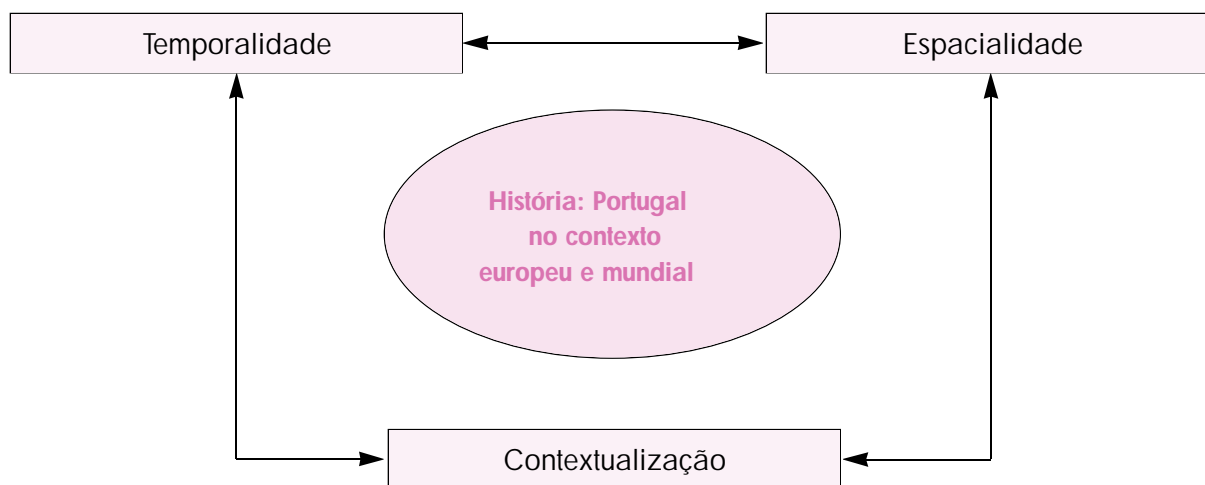 Temporalidade
Espacialidade
História: Portugal
no contexto
europeu e mundial
Contextualização